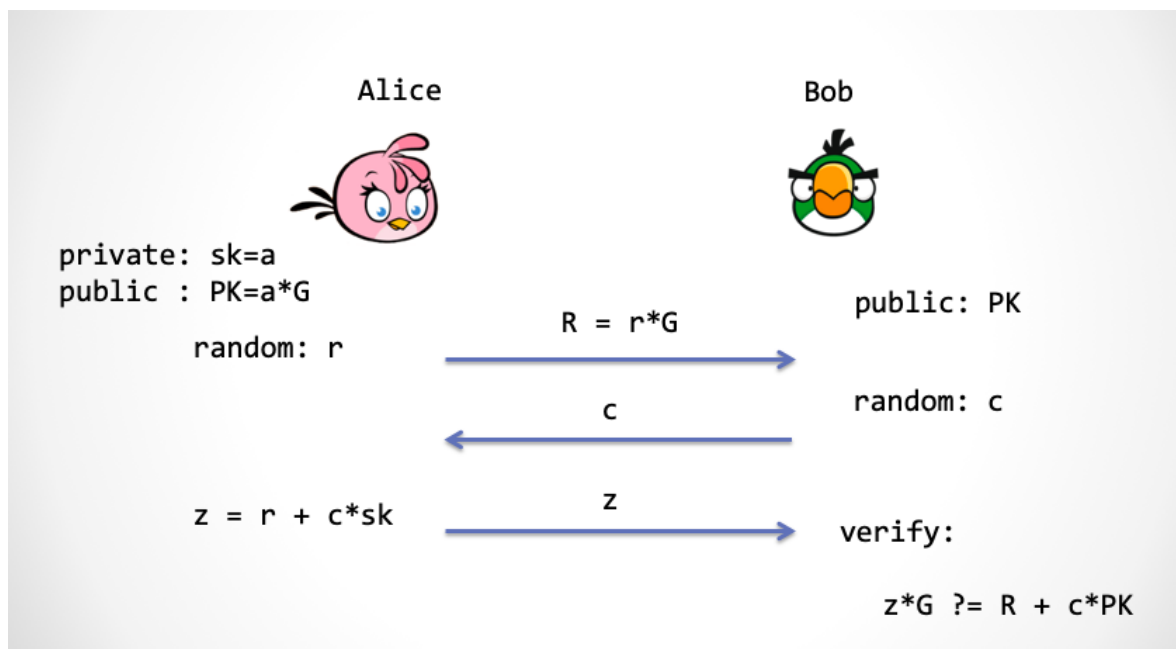 Alice
Bob
private: sk=a
public : PK=a*G
public: PK
R = r*G
random: r
random: c
c
z = r + c*sk
z
verify:
z*G ?= R + c*PK